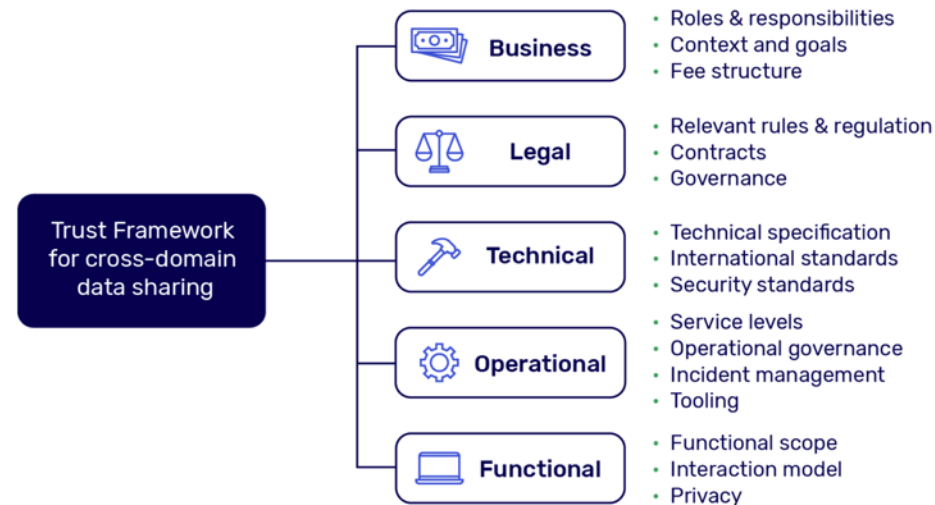 Trust Framework
for cross-domain
data sharing
Business
• Roles & responsibilities
• Context and goals
• Fee structure
Legal
• Relevant rules & regulation
• Contracts
• Governance
Technical
• Technical specification
• International standards
• Security standards
Operational
• Service levels
• Operational governance
• Incident management
• Tooling
Functional
• Functional scope
• Interaction model
• Privacy